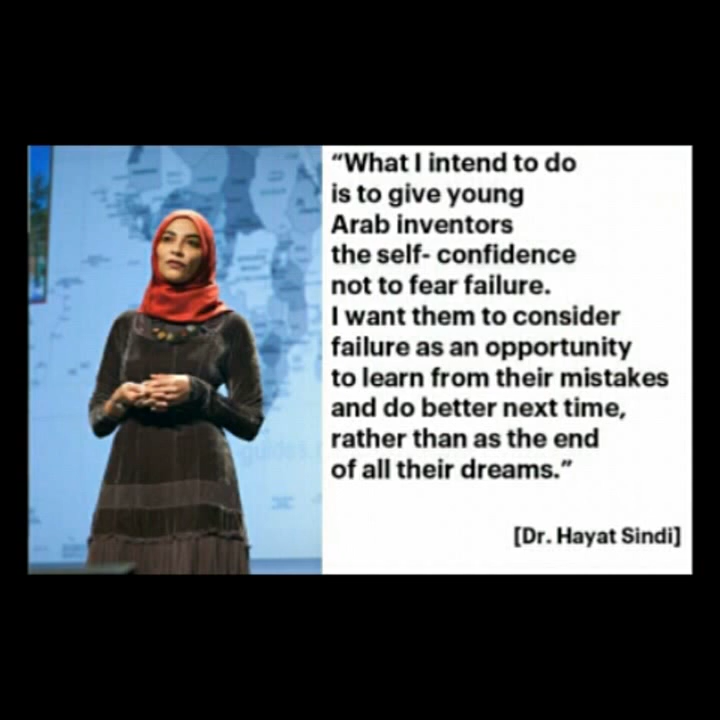 “What I intend to do
is to give young
Arab inventors
the self- confidence
not to fear failure.
I want them to consider
failure as an opportunity
to learn from their mistakes
and do better next time,
rather than as the end
of all their dreams.”
[Dr. Hayat Sindi]